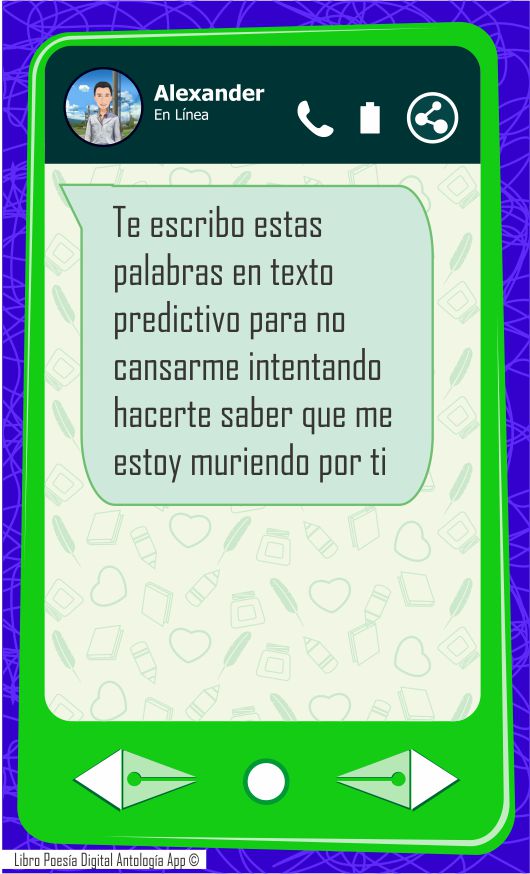 Alexander
En Línea
Te escribo estas
palabras en texto
predictivo para no
cansarme intentando
hacerte saber que me
estoy muriendo por ti
Libro Poesía Digital Antología App ©